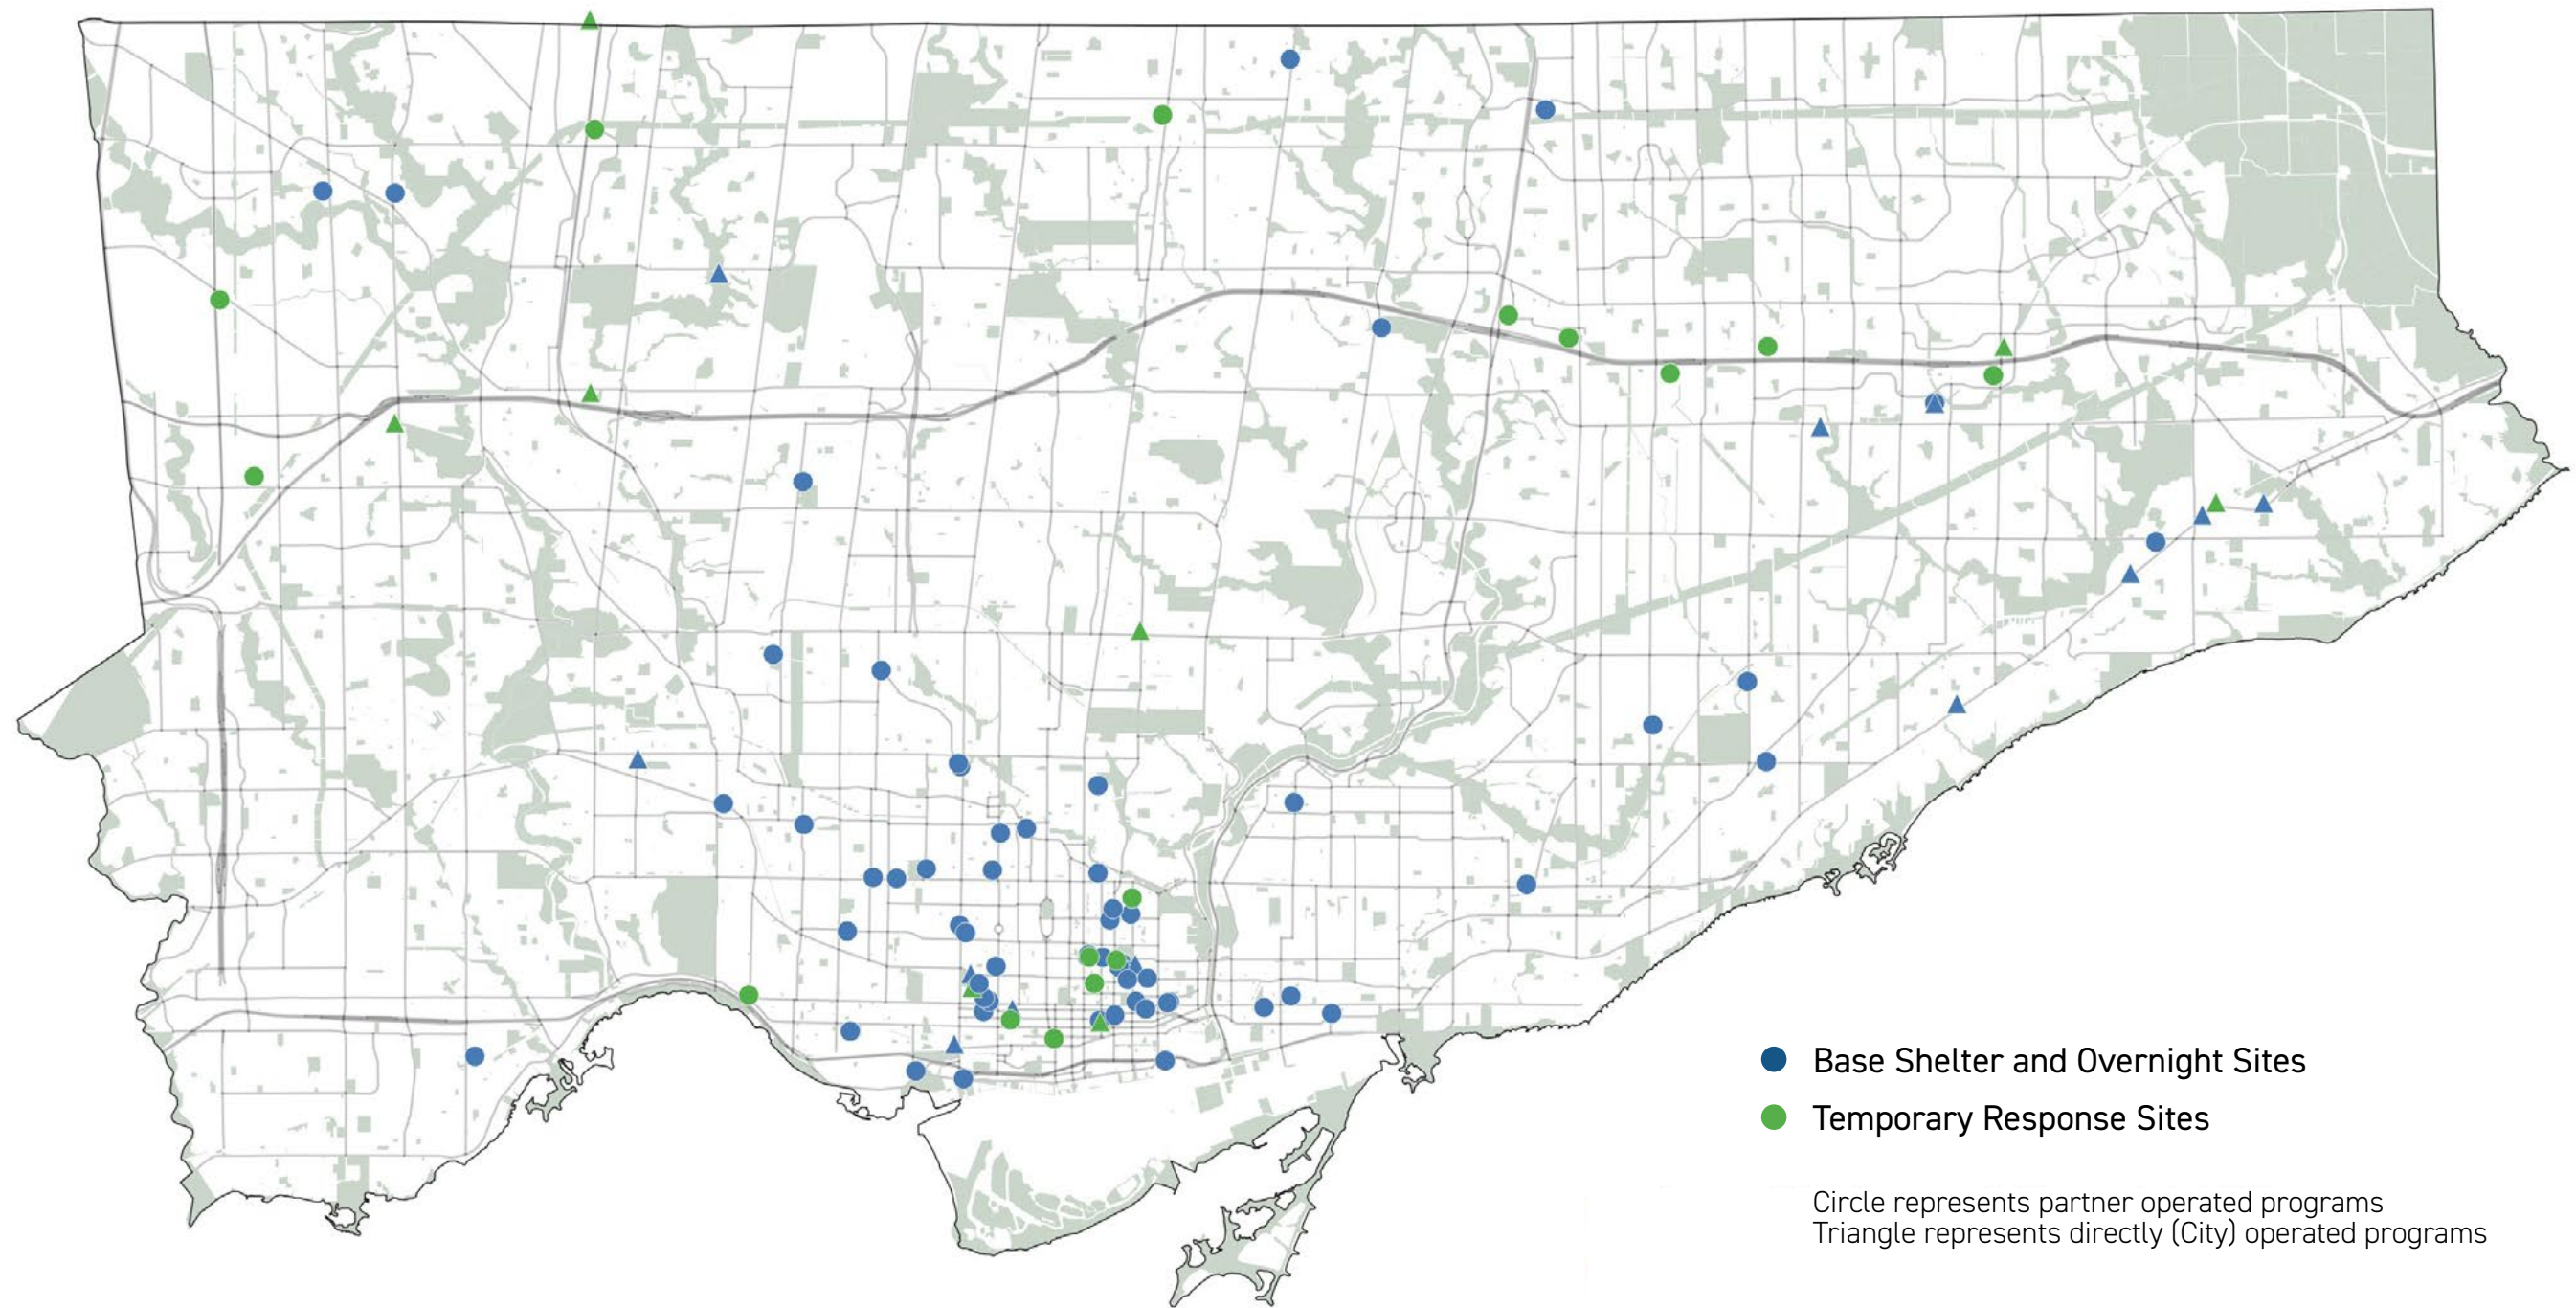 Base Shelter and Overnight Sites
Temporary Response Sites
Circle represents partner operated programs
Triangle represents directly (City) operated programs